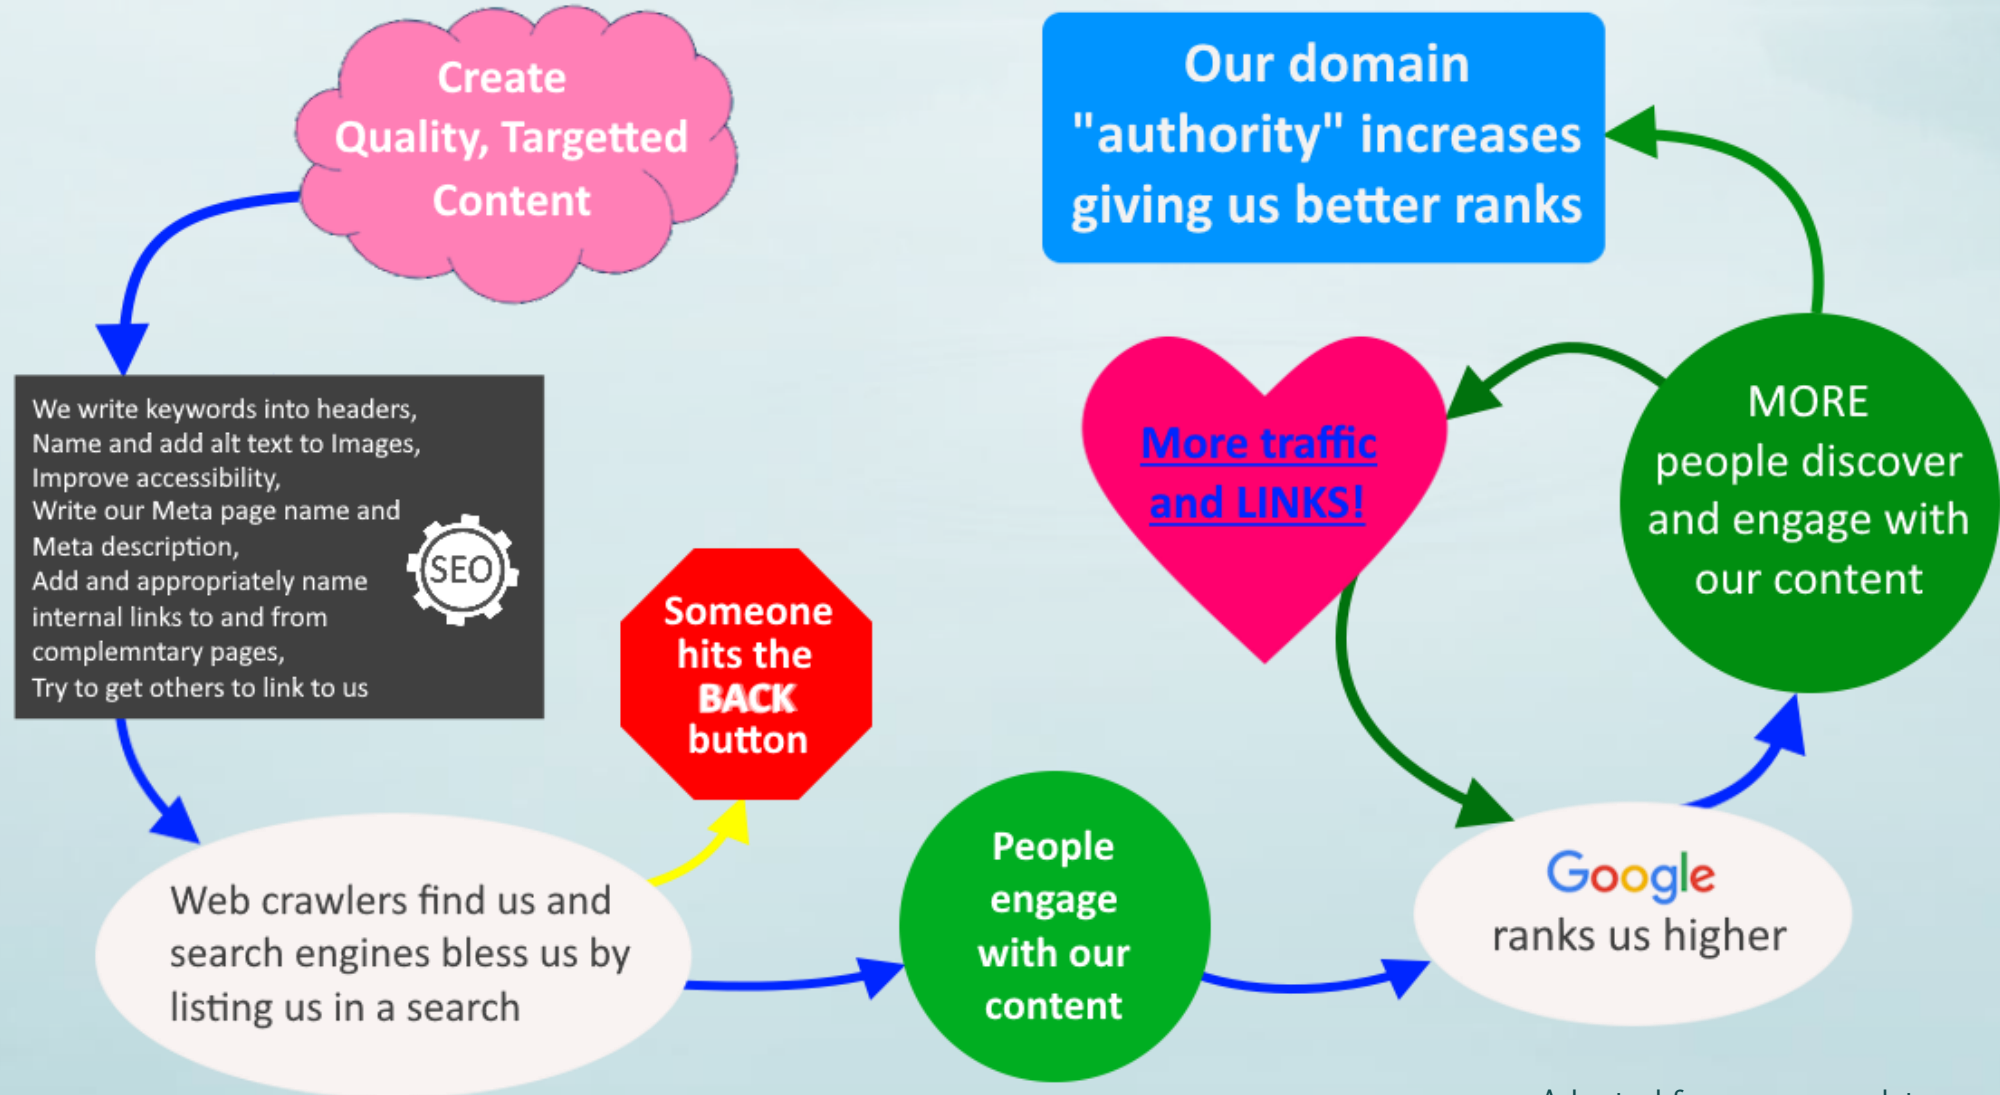 Create
Quality, Targetted
Content
We write keywords into headers,
Name and add alt text to Images,
Improve accessibility,
Write our Meta page name and
Meta description,
Add and appropriately name
internal links to and from
complemntary pages,
Try to get others to link to us
SEO
Web crawlers find us and
search engines bless us by
listing us in a search
Someone
hits the
BACK
button
People
engage
with our
content
Google
ranks us higher
MORE
people discover
and engage with
our content
More traffic
and LINKS!
Our domain
"authority" increases
giving us better ranks